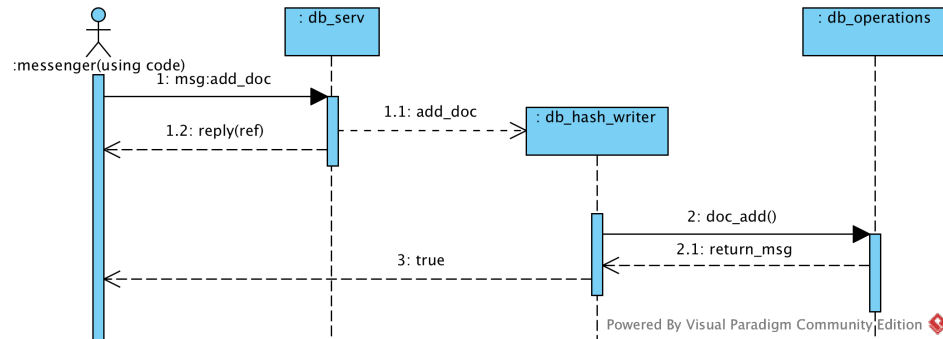 : db_serv
: db_operations
:messenger(using code)
1: msg:add_doc
1.1: add_doc
: db_hash_writer
1.2: reply(ref)
2: doc_add()
2.1: return_msg
3: true
Powered By Visual Paradigm Community Edition